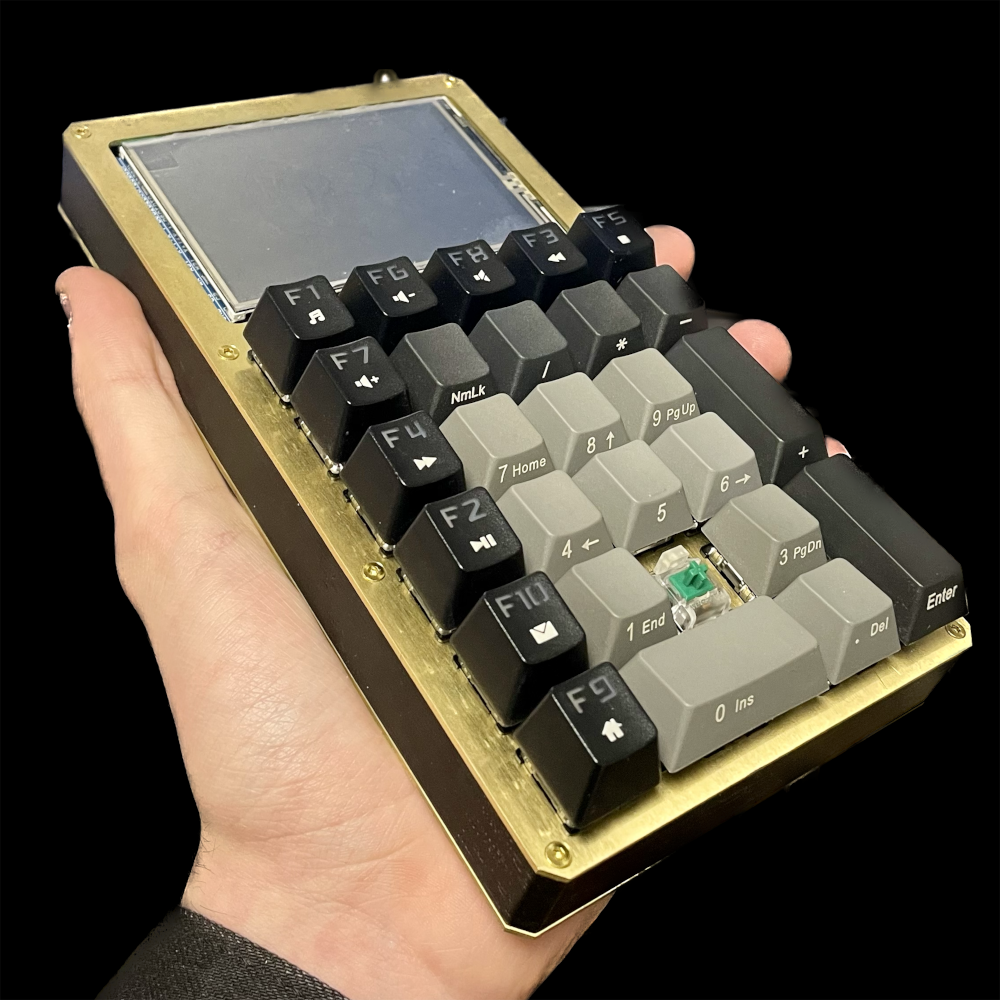 F1
F6
F8
F3
F5
F7
NmLk
/
*
-
F4
7 Home
8 ↑
9 PgUp
+
F2
4 ←
5
6 →
F10
1 End
3 PgDn
Enter
F9
0 Ins
. Del